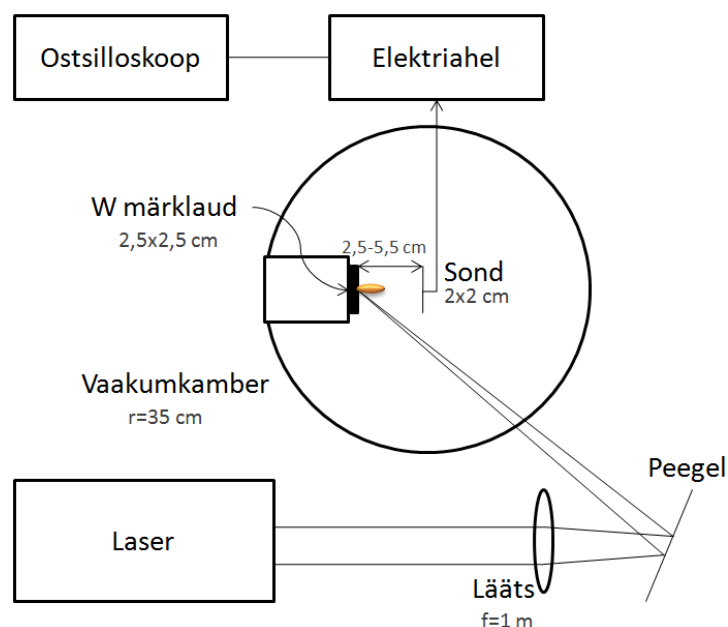 Ostsilloskoop
Elektriahel
W märklaud
2,5x2,5 cm
2,5-5,5 cm
Sond
2x2 cm
Vaakumkamber
r=35 cm
Peegel
Laser
Lääts
f=1 m